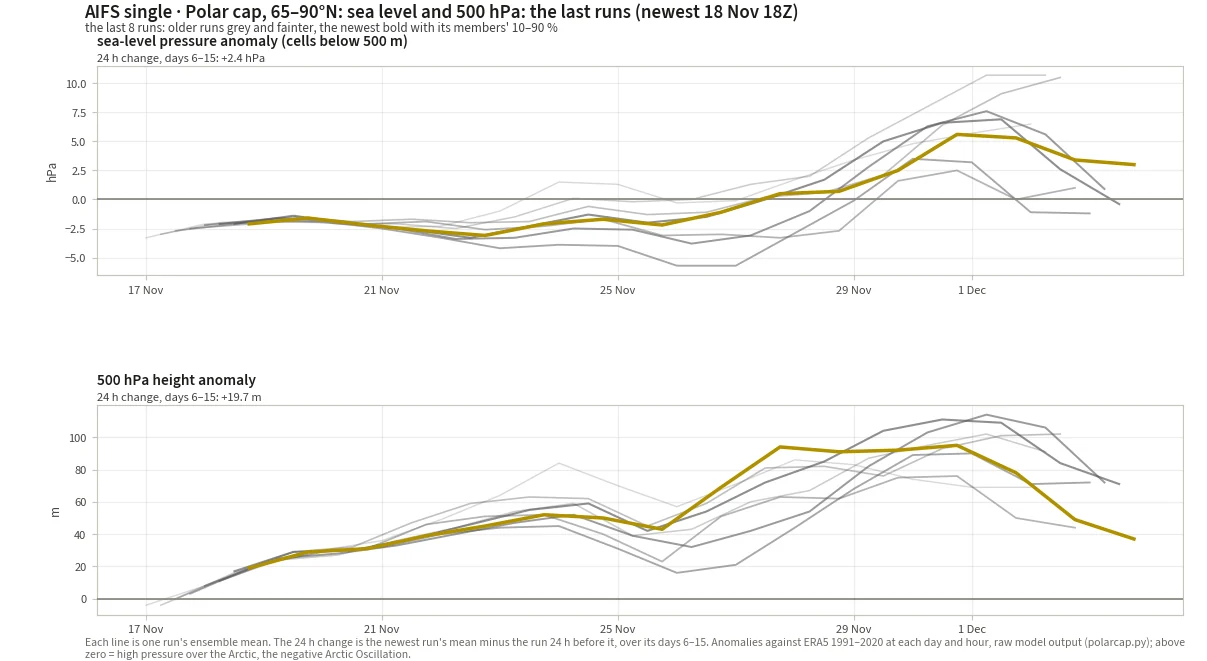 AIFS single · Polar cap, 65–90°N: sea level and 500 hPa: the last runs (newest 18 Nov 18Z)
the last 8 runs: older runs grey and fainter, the newest bold with its members' 10–90 %
sea-level pressure anomaly (cells below 500 m)
24 h change, days 6–15: +2.4 hPa
10.0
7.5
5.0
2.5
0.0
−2.5
−5.0
hPa
17 Nov
21 Nov
25 Nov
29 Nov
1 Dec
500 hPa height anomaly
24 h change, days 6–15: +19.7 m
100
80
60
40
20
0
m
17 Nov
21 Nov
25 Nov
29 Nov
1 Dec
Each line is one run's ensemble mean. The 24 h change is the newest run's mean minus the run 24 h before it, over its days 6–15. Anomalies against ERA5 1991–2020 at each day and hour, raw model output (polarcap.py); above
zero = high pressure over the Arctic, the negative Arctic Oscillation.